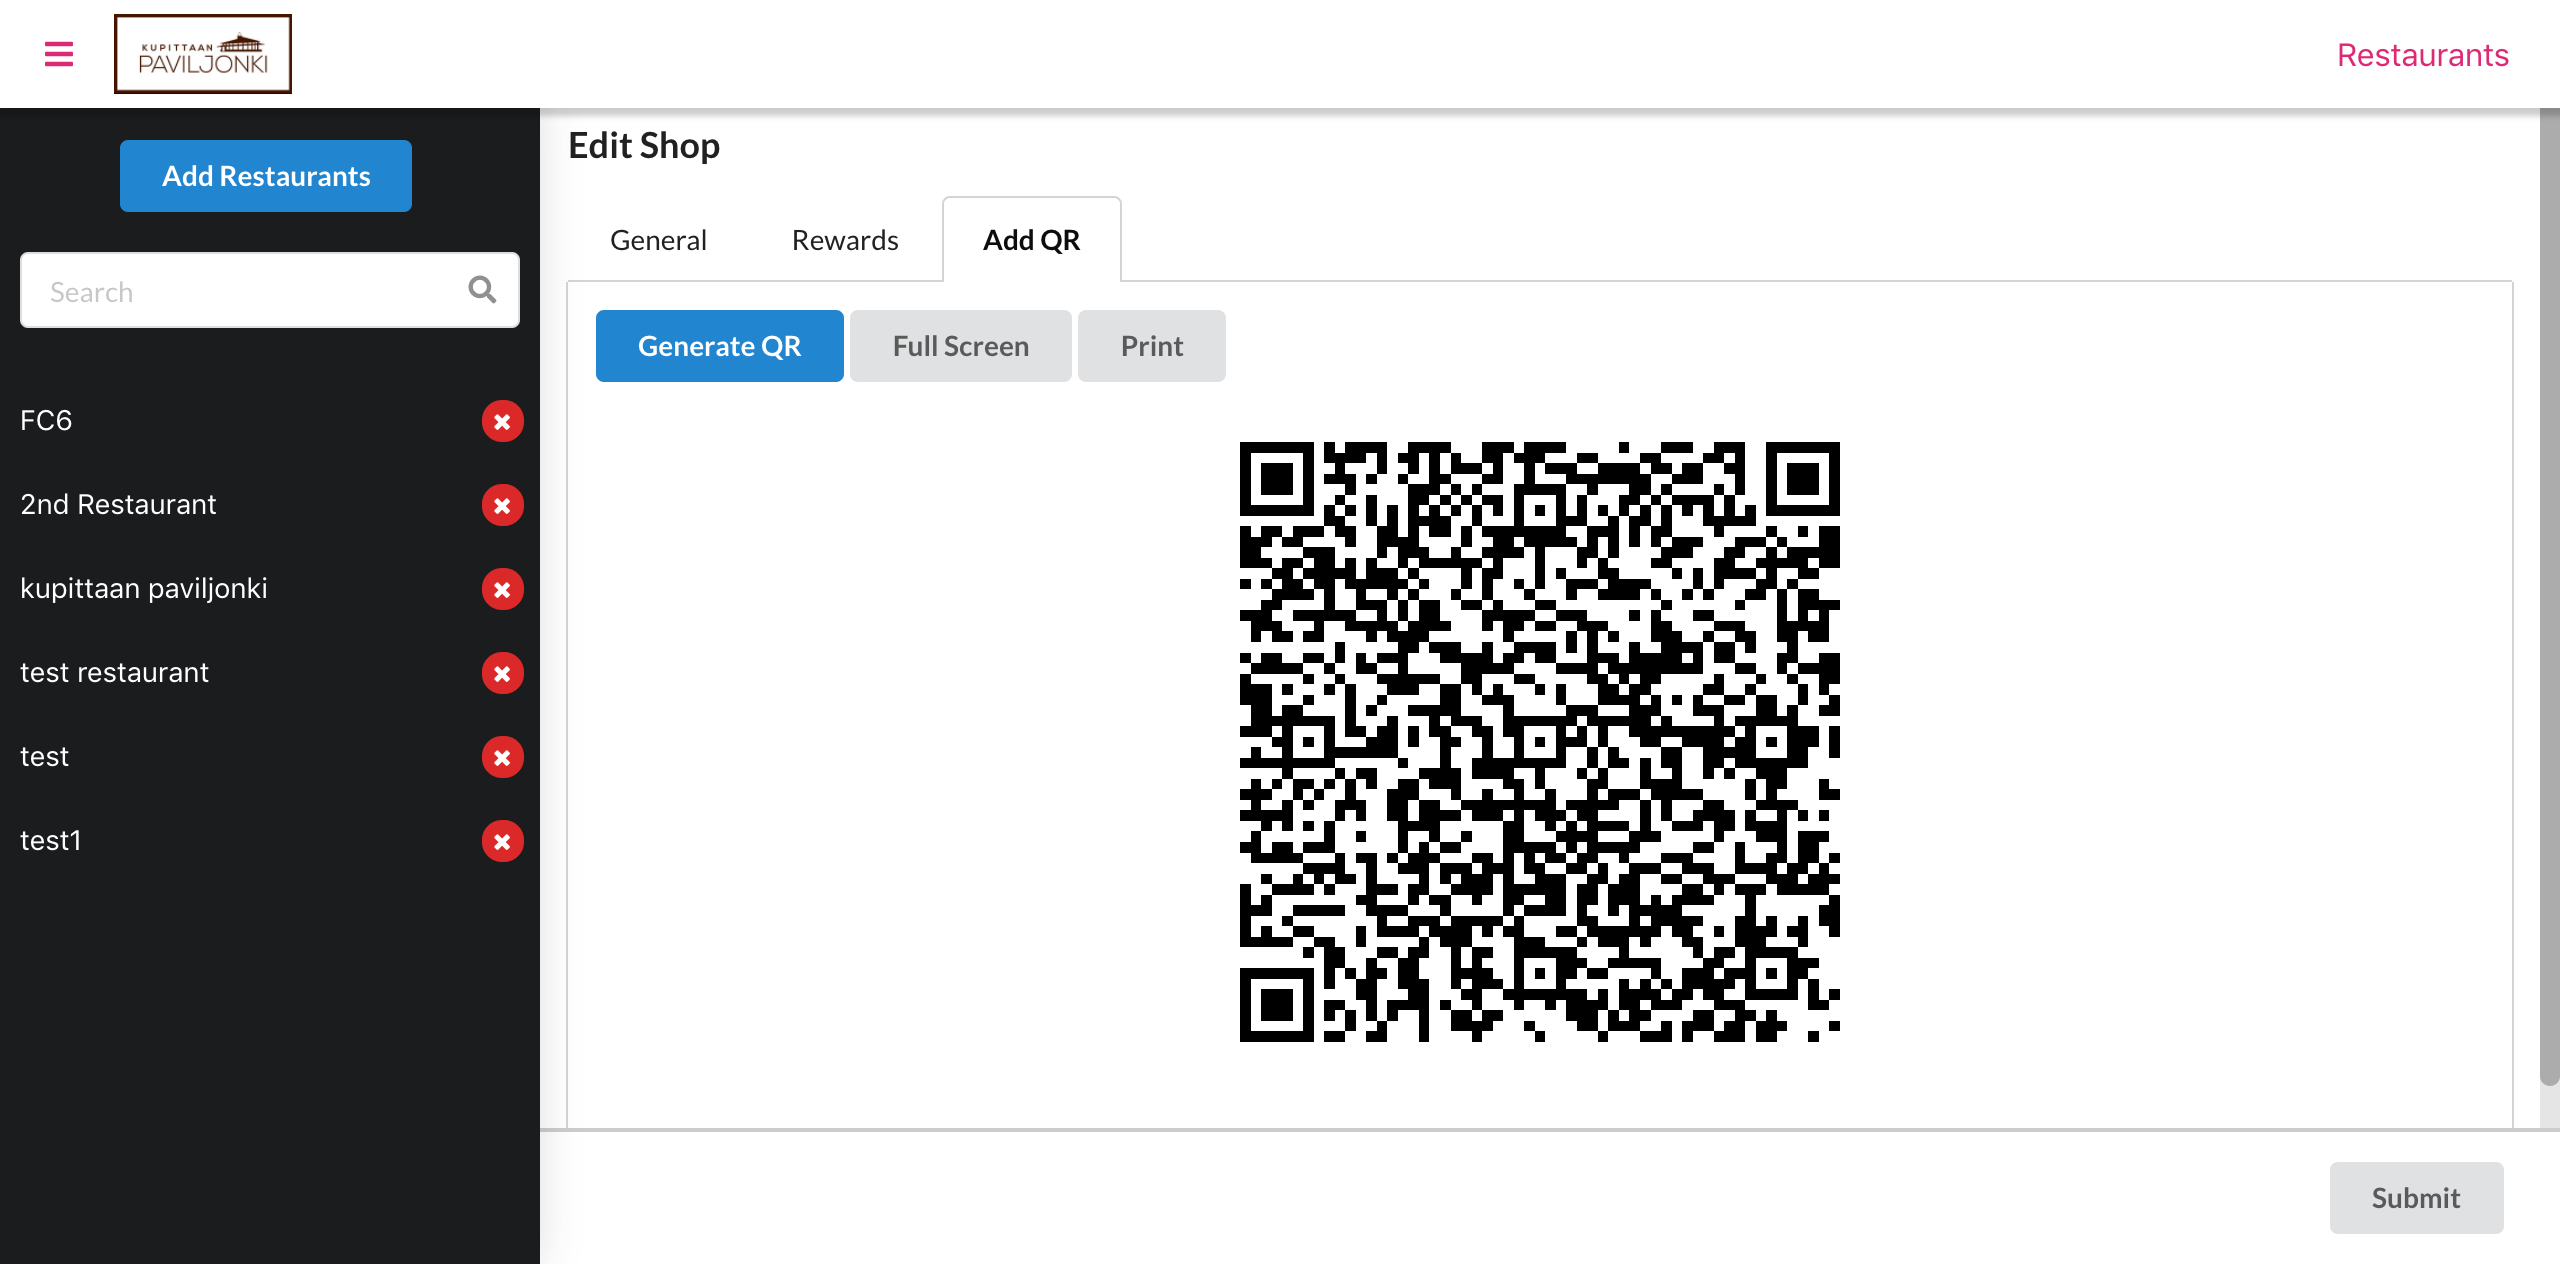 KUPITTAAN
PAVILJONKI
Restaurants
Add Restaurants
Search
FC6
2nd Restaurant
kupittaan paviljonki
test restaurant
test
test1
Edit Shop
General
Rewards
Add QR
Generate QR
Full Screen
Print
Submit